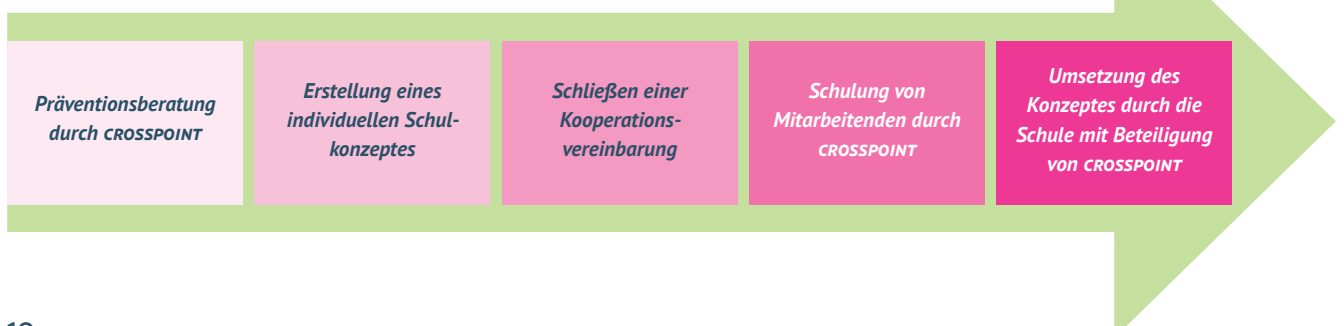 Präventionsberatung
durch CROSSPOINT
Erstellung eines
individuellen Schul-
konzeptes
Schließen einer
Kooperations-
vereinbarung
Schulung von
Mitarbeitenden durch
CROSSPOINT
Umsetzung des
Konzeptes durch die
Schule mit Beteiligung
von CROSSPOINT